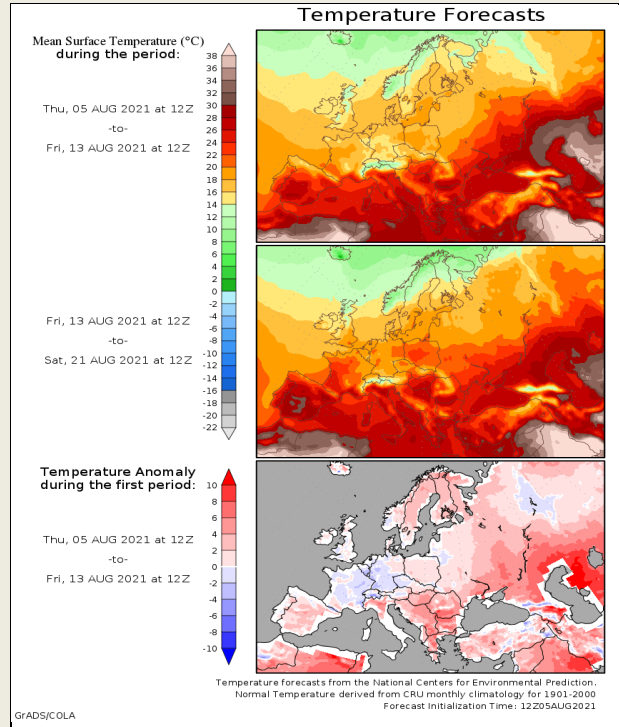 Temperature Forecasts
Mean Surface Temperature (°C)
during the period:
38
36
34
32
30
28
26
24
22
20
18
16
14
12
10
8
6
4
2
0
-2
-4
-6
-8
-10
-12
-14
-16
-18
-20
-22
Thu, 05 AUG 2021 at 12Z
-to-
Fri, 13 AUG 2021 at 12Z
Fri, 13 AUG 2021 at 12Z
-to-
Sat, 21 AUG 2021 at 12Z
Temperature Anomaly
during the first period:
10
8
6
4
2
0
-2
-4
-6
-8
-10
Thu, 05 AUG 2021 at 12Z
-to-
Fri, 13 AUG 2021 at 12Z
Temperature forecasts from the National Centers for Environmental Prediction.
Normal Temperature derived from CRU monthly climatology for 1901-2000
Forecast Initialization Time: 12Z05AUG2021
GrADS/COLA